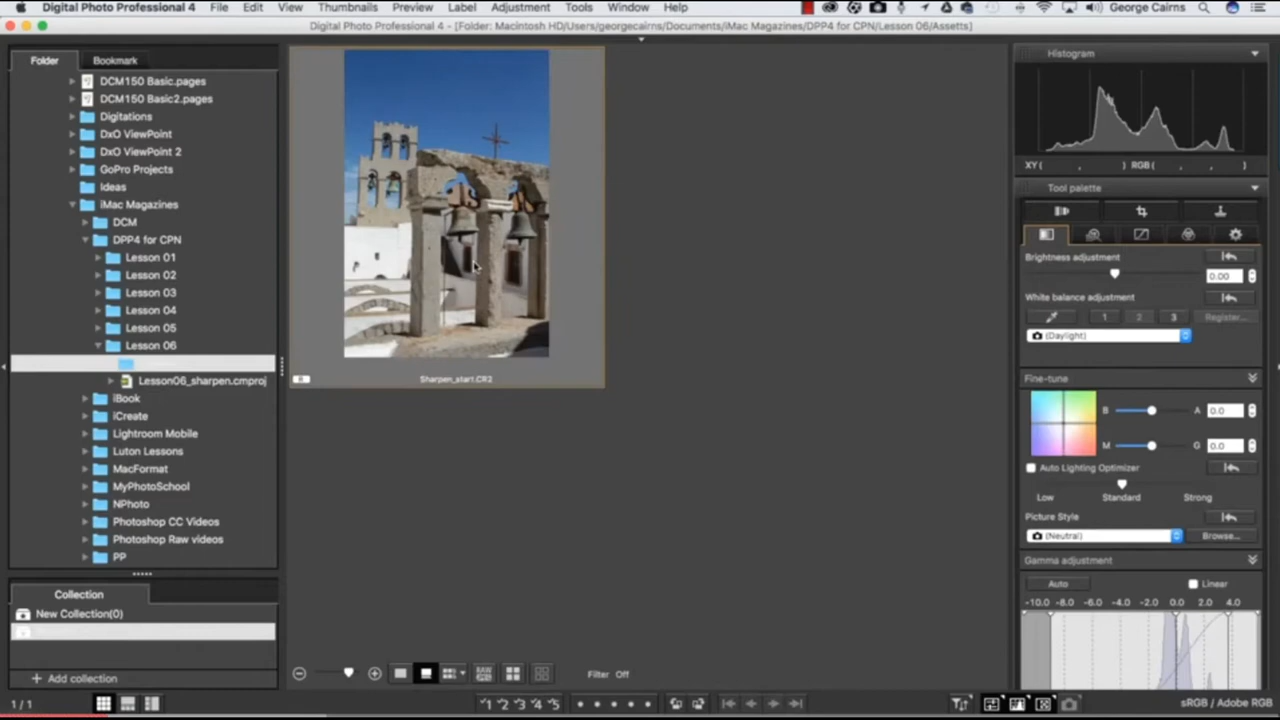 Digital Photo Professional 4 File Edit View Thumbnails Preview Label Adjustment Tools Window Help George Cairns
Digital Photo Professional 4 - [Folder: Macintosh HD/Users/georgecairns/Documents/iMac Magazines/DPP4 for CPN/Lesson 06/Assetts]
Folder Bookmark
DCM150 Basic.pages
DCM150 Basic2.pages
Digitations
DxO ViewPoint
DxO ViewPoint 2
GoPro Projects
Ideas
iMac Magazines
DCM
DPP4 for CPN
Lesson 01
Lesson 02
Lesson 03
Lesson 04
Lesson 05
Lesson 06
Lesson06_sharpen.cmproj
iBook
iCreate
Lightroom Mobile
Luton Lessons
MacFormat
MyPhotoSchool
NPhoto
Photoshop CC Videos
Photoshop Raw videos
PP
Collection
New Collection(0)
+ Add collection
1 / 1
Sharpen_start.CR2
Filter Off
1 2 3 4 5
Histogram
XY( , ) RGB( , , )
Tool palette
Brightness adjustment
0.00
White balance adjustment
1 2 3 Register...
(Daylight)
Fine-tune
B A 0.0
M G 0.0
Auto Lighting Optimizer
Low Standard Strong
Picture Style
(Neutral) Browse...
Gamma adjustment
Auto Linear
-10.0 -8.0 -6.0 -4.0 -2.0 0.0 2.0 4.0
sRGB / Adobe RGB